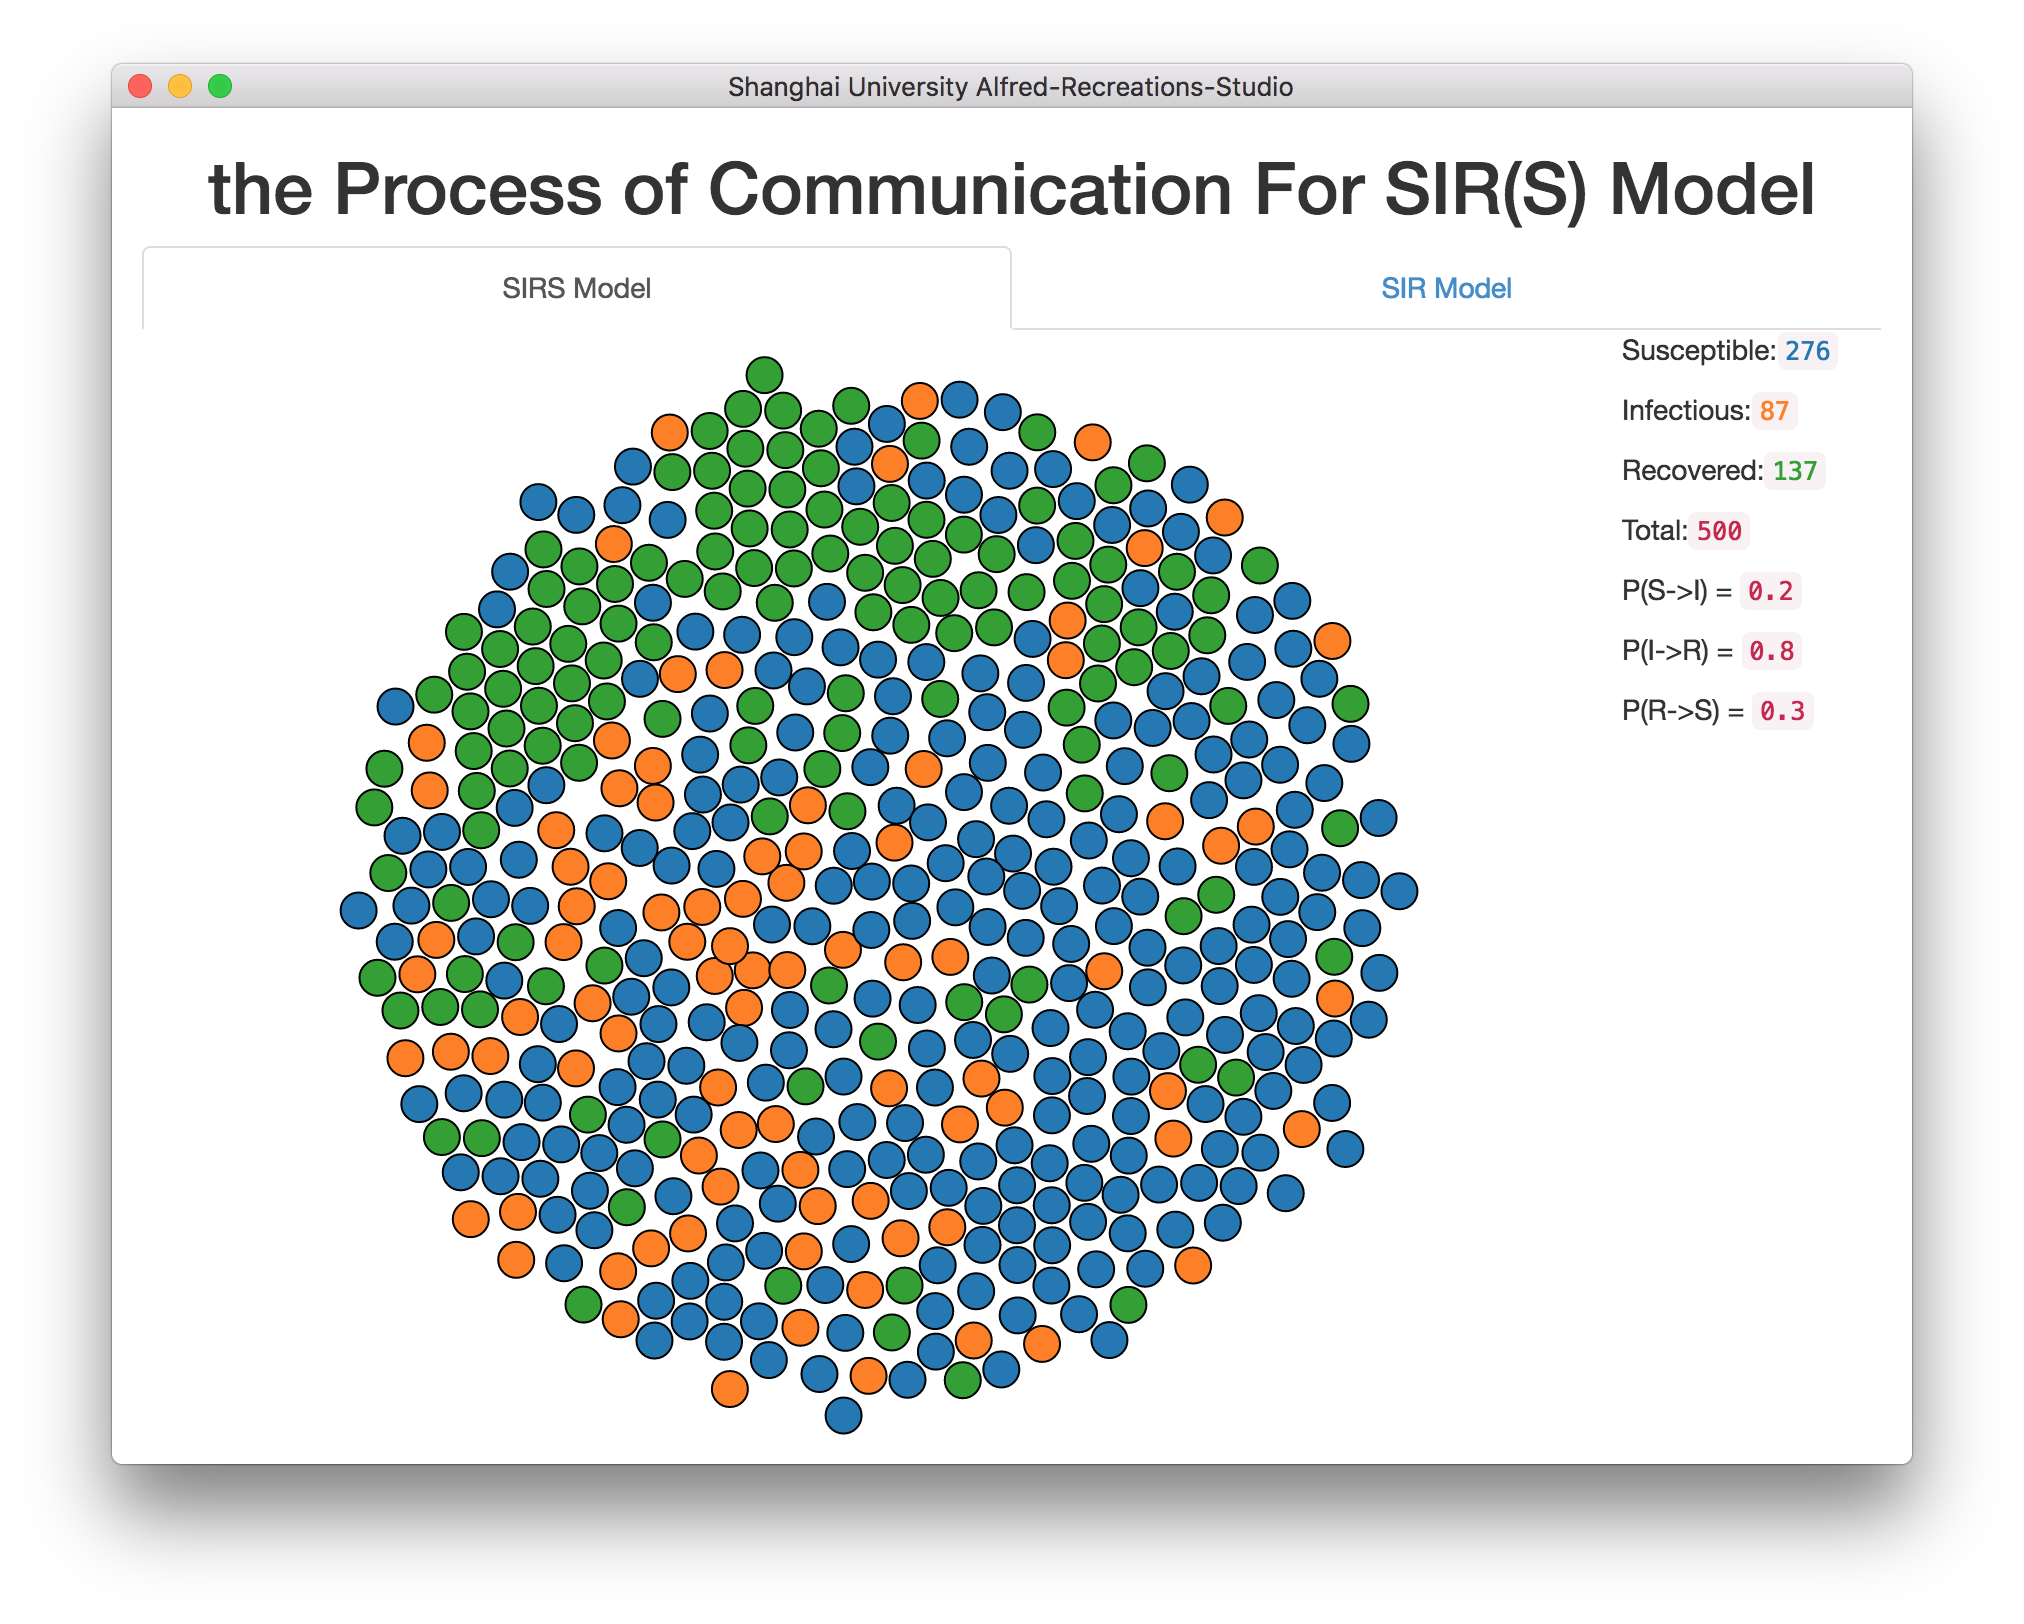 Shanghai University Alfred-Recreations-Studio
the Process of Communication For SIR(S) Model
SIRS Model
SIR Model
Susceptible: 276
Infectious: 87
Recovered: 137
Total: 500
P(S->I) = 0.2
P(I->R) = 0.8
P(R->S) = 0.3